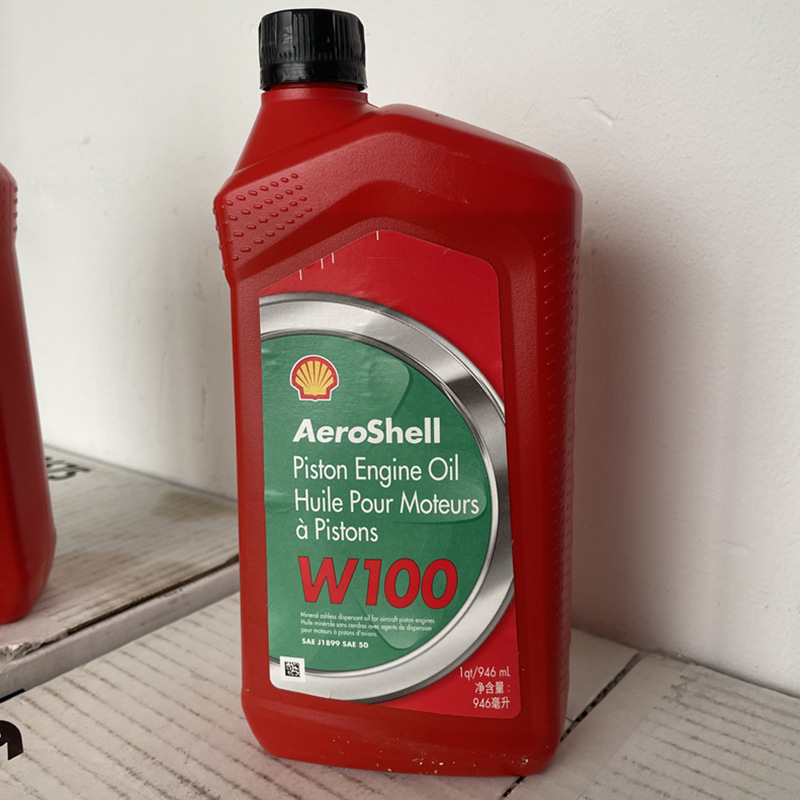 AeroShell
Piston Engine Oil
Huile Pour Moteurs
à Pistons
W100
Mineral ashless dispersant oil for aircraft piston engines.
Huile minérale sans cendres avec agents de dispersion
pour moteurs à pistons d'avions.
SAE J1899 SAE 50
1qt/946 mL
净含量:
946毫升